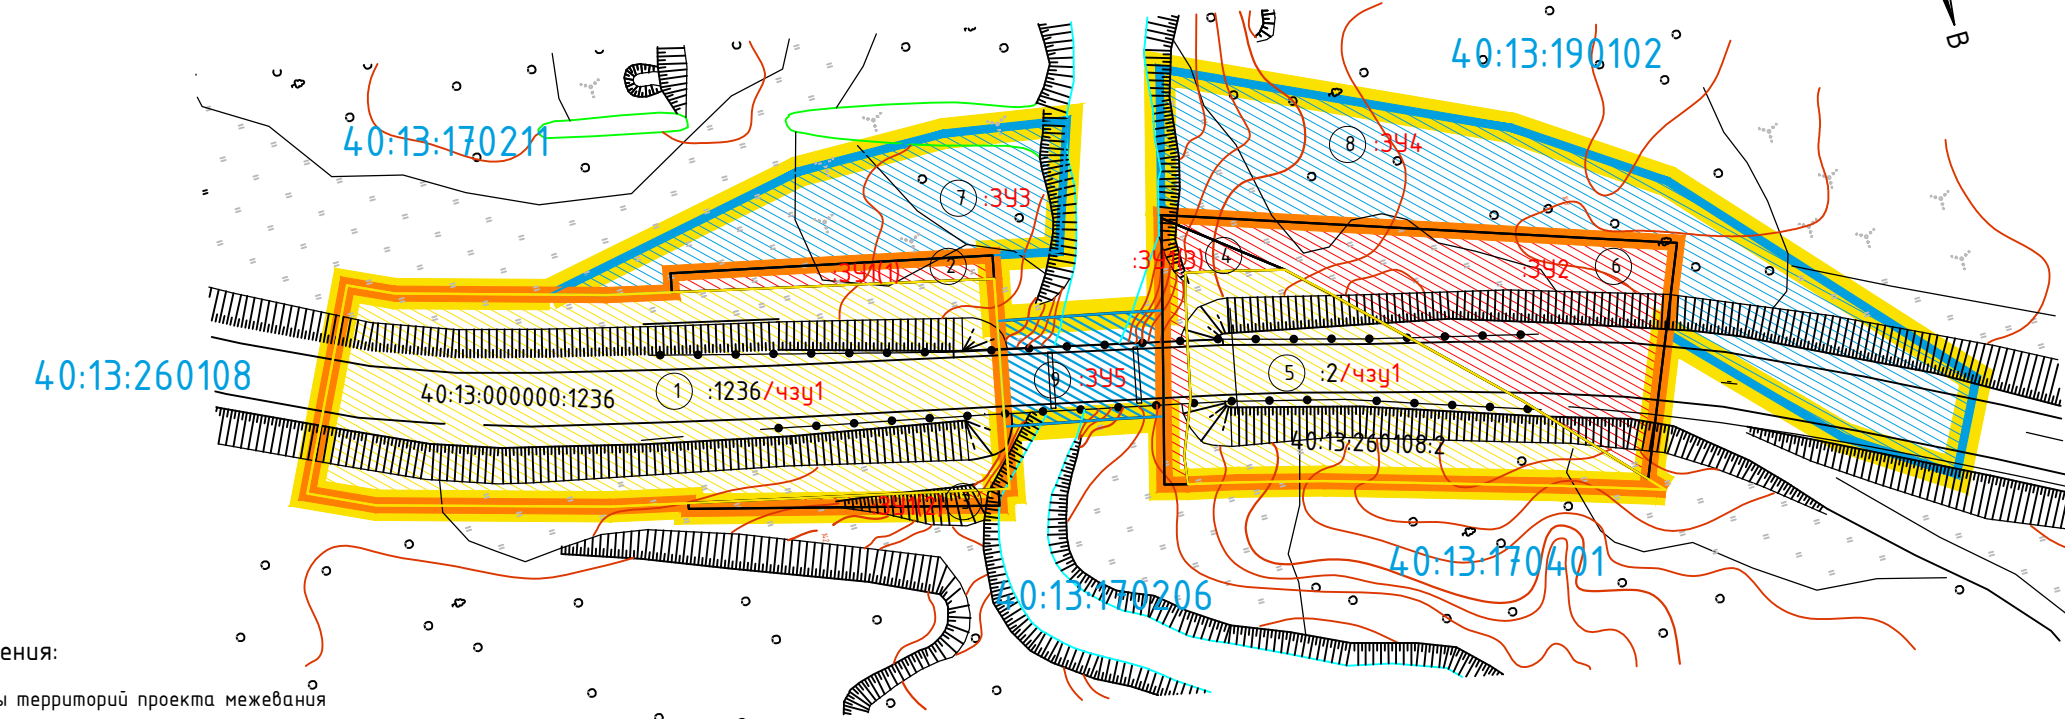 В
40:13:190102
40:13:170211
8 :ЗУ4
7 :ЗУ3
:ЗУ1(1) 2
4
:ЗУ2 6
40:13:260108
40:13:000000:1236
1 :1236/чзу1
9 :ЗУ5
5 :2/чзу1
40:13:260108:2
3
40:13:170401
40:13:170206
ения:
ы территорий проекта межевания